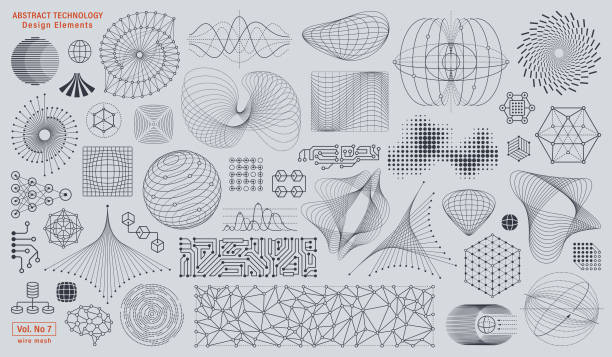 ABSTRACT TECHNOLOGY
Design Elements
Vol. No 7
wire mesh